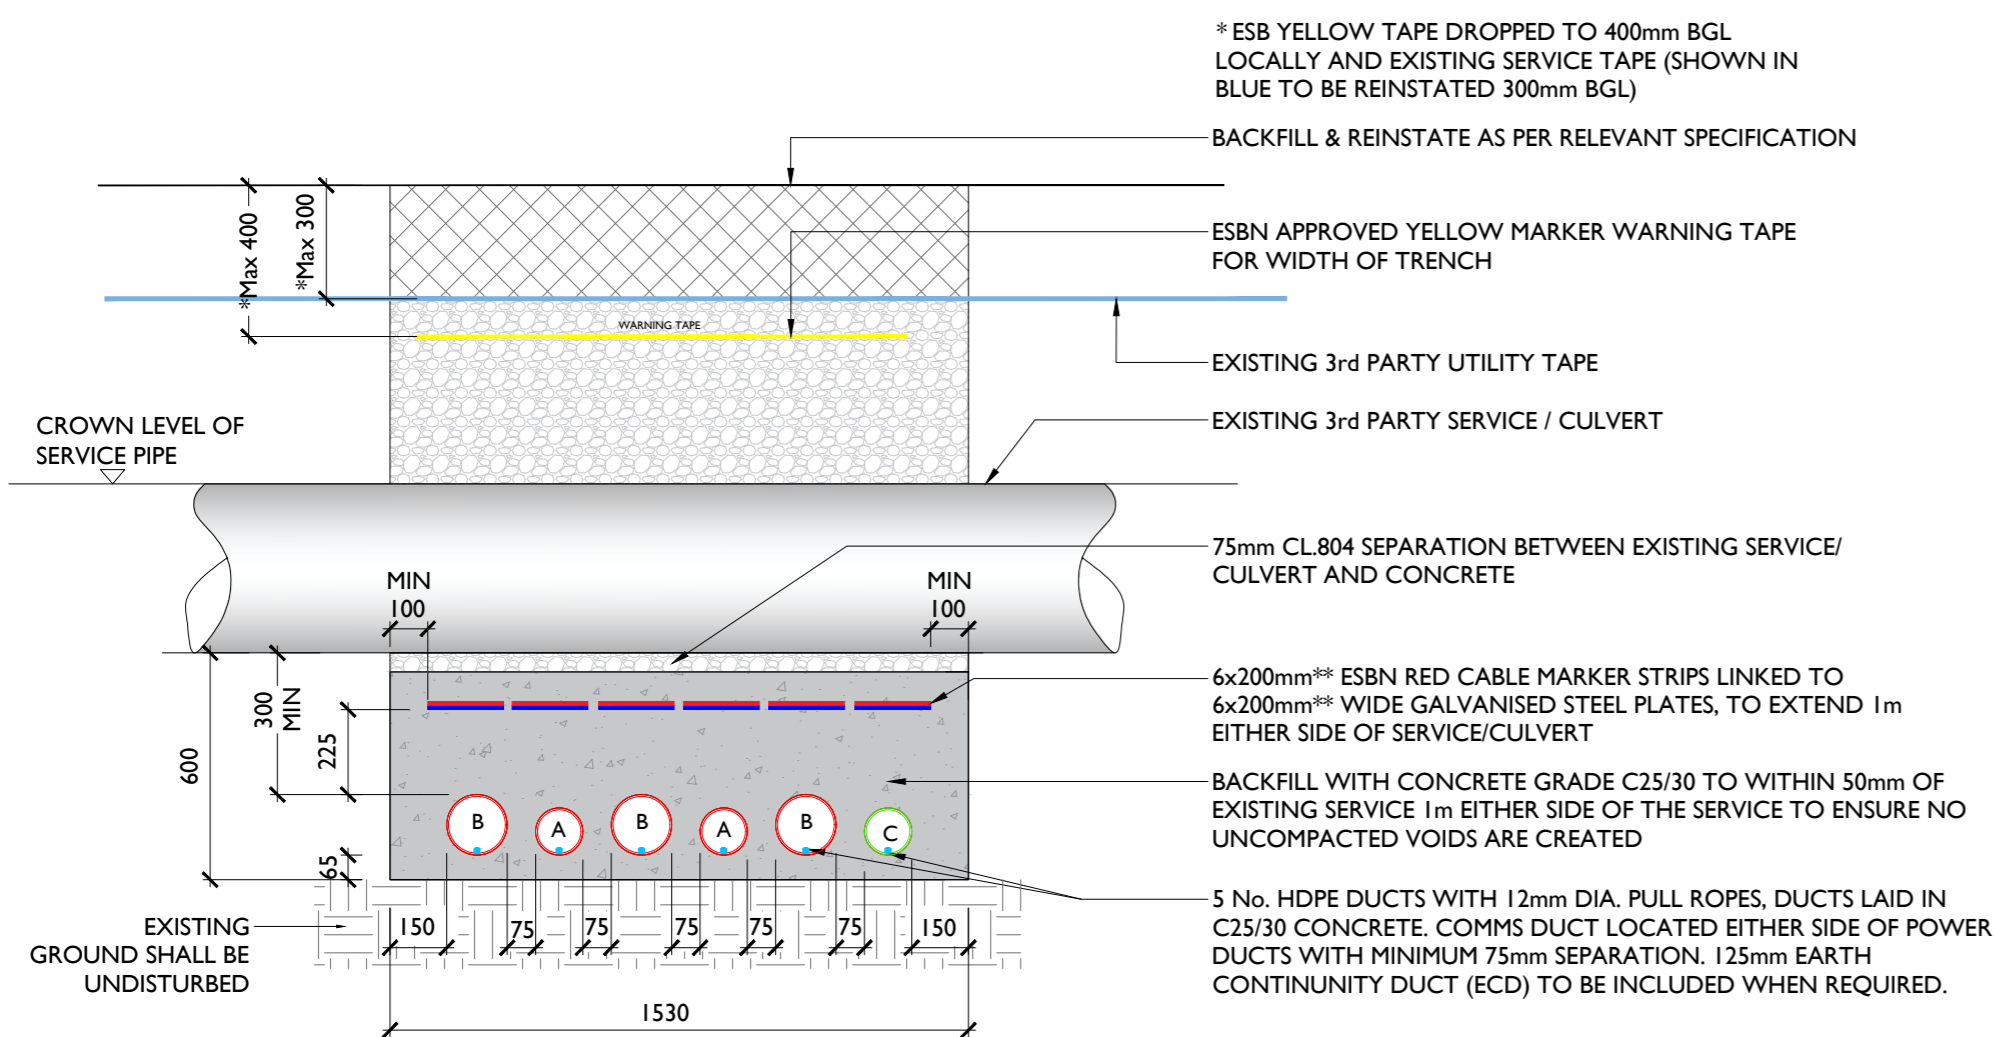 * ESB YELLOW TAPE DROPPED TO 400mm BGL
LOCALLY AND EXISTING SERVICE TAPE (SHOWN IN
BLUE TO BE REINSTATED 300mm BGL)
BACKFILL & REINSTATE AS PER RELEVANT SPECIFICATION
*Max 400
*Max 300
ESBN APPROVED YELLOW MARKER WARNING TAPE
FOR WIDTH OF TRENCH
WARNING TAPE
EXISTING 3rd PARTY UTILITY TAPE
EXISTING 3rd PARTY SERVICE / CULVERT
CROWN LEVEL OF
SERVICE PIPE
75mm CL.804 SEPARATION BETWEEN EXISTING SERVICE/
CULVERT AND CONCRETE
MIN
100
MIN
100
6x200mm** ESBN RED CABLE MARKER STRIPS LINKED TO
6x200mm** WIDE GALVANISED STEEL PLATES, TO EXTEND 1m
EITHER SIDE OF SERVICE/CULVERT
600
300
MIN
225
65
BACKFILL WITH CONCRETE GRADE C25/30 TO WITHIN 50mm OF
EXISTING SERVICE 1m EITHER SIDE OF THE SERVICE TO ENSURE NO
UNCOMPACTED VOIDS ARE CREATED
B
A
B
A
B
C
5 No. HDPE DUCTS WITH 12mm DIA. PULL ROPES, DUCTS LAID IN
C25/30 CONCRETE. COMMS DUCT LOCATED EITHER SIDE OF POWER
DUCTS WITH MINIMUM 75mm SEPARATION. 125mm EARTH
CONTINUNITY DUCT (ECD) TO BE INCLUDED WHEN REQUIRED.
EXISTING
GROUND SHALL BE
UNDISTURBED
150
75
75
75
75
75
150
1530